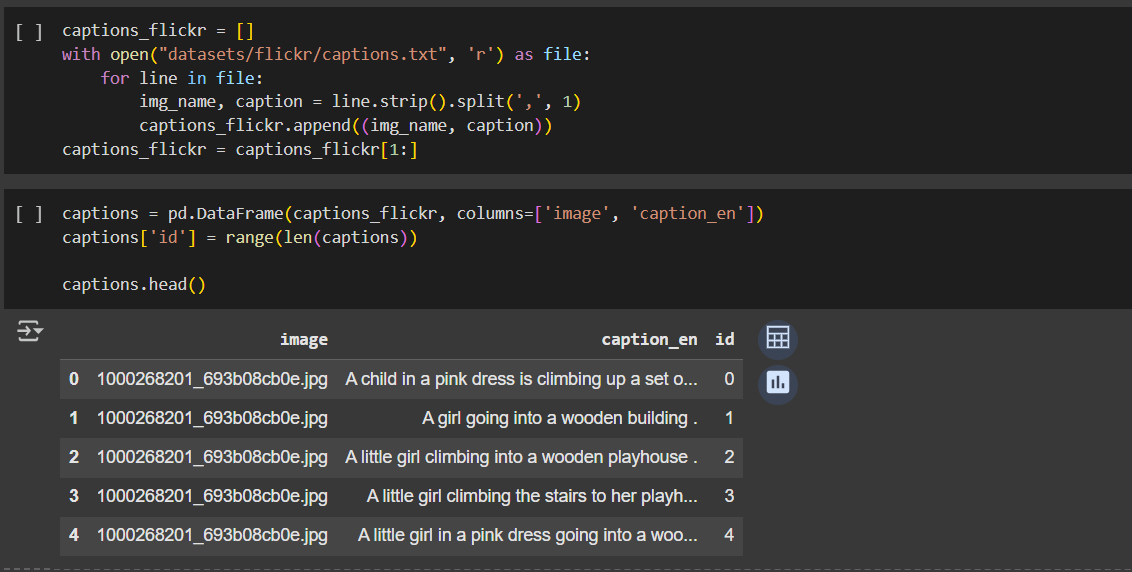 [ ] captions_flickr = []
with open("datasets/flickr/captions.txt", 'r') as file:
    for line in file:
        img_name, caption = line.strip().split(',', 1)
        captions_flickr.append((img_name, caption))
captions_flickr = captions_flickr[1:]
[ ] captions = pd.DataFrame(captions_flickr, columns=['image', 'caption_en'])
captions['id'] = range(len(captions))
captions.head()
image caption_en id
0 1000268201_693b08cb0e.jpg A child in a pink dress is climbing up a set o... 0
1 1000268201_693b08cb0e.jpg A girl going into a wooden building . 1
2 1000268201_693b08cb0e.jpg A little girl climbing into a wooden playhouse . 2
3 1000268201_693b08cb0e.jpg A little girl climbing the stairs to her playh... 3
4 1000268201_693b08cb0e.jpg A little girl in a pink dress going into a woo... 4